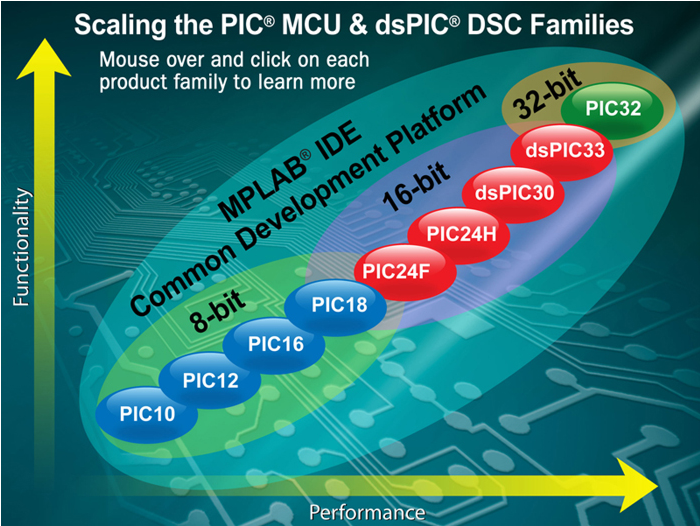 Scaling the PIC® MCU & dsPIC® DSC Families
Mouse over and click on each
product family to learn more
MPLAB® IDE
Common Development Platform
32-bit
PIC32
dsPIC33
16-bit
dsPIC30
PIC24H
PIC24F
8-bit
PIC18
PIC16
PIC12
PIC10
Functionality
Performance